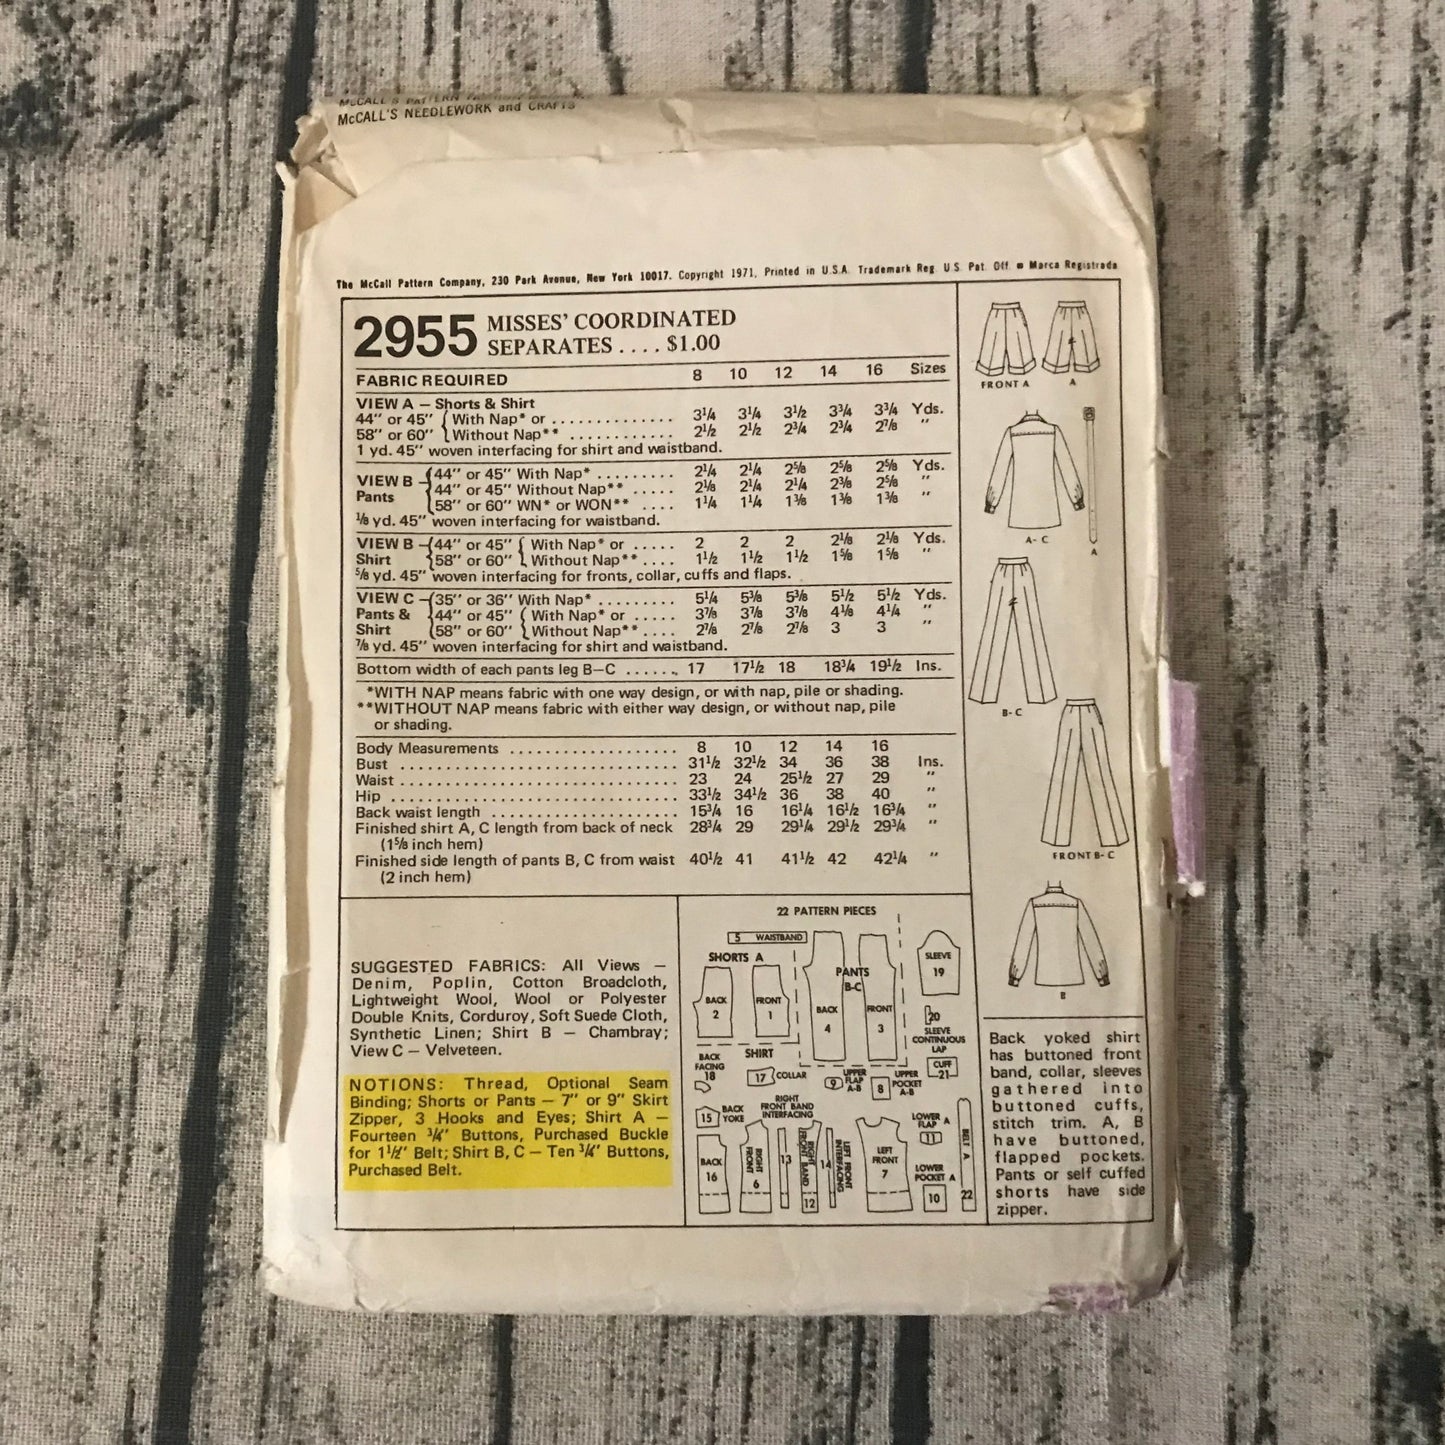 McCALL'S PATTERN
McCALL'S NEEDLEWORK and CRAFTS
The McCall Pattern Company, 230 Park Avenue, New York 10017. Copyright 1971, Printed in U.S.A. Trademark Reg. U.S. Pat. Off. Marca Registrada
2955 MISSES' COORDINATED
SEPARATES .... $1.00
FABRIC REQUIRED 8 10 12 14 16 Sizes
VIEW A — Shorts & Shirt
44" or 45" { With Nap* or .............. 3¼ 3¼ 3½ 3¾ 3¾ Yds.
58" or 60" Without Nap** ............ 2½ 2½ 2¾ 2¾ 2⅞ "
1 yd. 45" woven interfacing for shirt and waistband.
VIEW B – { 44" or 45" With Nap* ......... 2¼ 2¼ 2⅝ 2⅝ 2⅝ Yds.
Pants 44" or 45" Without Nap** ..... 2⅛ 2¼ 2¼ 2⅜ 2⅝ "
58" or 60" WN* or WON** .... 1¼ 1¼ 1⅜ 1⅜ 1⅜ "
⅛ yd. 45" woven interfacing for waistband.
VIEW B – { 44" or 45" { With Nap* or ..... 2 2 2 2⅛ 2⅛ Yds.
Shirt 58" or 60" Without Nap** .... 1½ 1½ 1½ 1⅝ 1⅝ "
⅝ yd. 45" woven interfacing for fronts, collar, cuffs and flaps.
VIEW C – { 35" or 36" With Nap* ......... 5¼ 5⅜ 5⅜ 5½ 5½ Yds.
Pants & 44" or 45" { With Nap* or ..... 3⅞ 3⅞ 3⅞ 4⅛ 4¼ "
Shirt 58" or 60" Without Nap** .... 2⅞ 2⅞ 2⅞ 3 3 "
⅞ yd. 45" woven interfacing for shirt and waistband.
Bottom width of each pants leg B–C ...... 17 17½ 18 18¾ 19½ Ins.
*WITH NAP means fabric with one way design, or with nap, pile or shading.
**WITHOUT NAP means fabric with either way design, or without nap, pile
or shading.
Body Measurements .................. 8 10 12 14 16
Bust .............................. 31½ 32½ 34 36 38 Ins.
Waist .............................. 23 24 25½ 27 29 "
Hip ............................... 33½ 34½ 36 38 40 "
Back waist length .................... 15¾ 16 16¼ 16½ 16¾ "
Finished shirt A, C length from back of neck 28¾ 29 29¼ 29½ 29¾ "
(1⅝ inch hem)
Finished side length of pants B, C from waist 40½ 41 41½ 42 42¼ "
(2 inch hem)
FRONT A
A
A- C
A
B- C
FRONT B- C
B
SUGGESTED FABRICS: All Views –
Denim, Poplin, Cotton Broadcloth,
Lightweight Wool, Wool or Polyester
Double Knits, Corduroy, Soft Suede Cloth,
Synthetic Linen; Shirt B – Chambray;
View C – Velveteen.
NOTIONS: Thread, Optional Seam
Binding; Shorts or Pants – 7" or 9" Skirt
Zipper, 3 Hooks and Eyes; Shirt A –
Fourteen ¾" Buttons, Purchased Buckle
for 1½" Belt; Shirt B, C – Ten ¾" Buttons,
Purchased Belt.
22 PATTERN PIECES
5 WAISTBAND
SHORTS A
BACK
2
FRONT
1
PANTS
B-C
BACK
4
FRONT
3
SLEEVE
19
20
SLEEVE
CONTINUOUS
LAP
CUFF
21
SHIRT
BACK
FACING
18
17 COLLAR
9 UPPER
FLAP
A-B
8 UPPER
POCKET
A-B
15 BACK
YOKE
RIGHT
FRONT BAND
INTERFACING
BACK
16
RIGHT
FRONT
6
13
RIGHT
FRONT BAND
12
14
LEFT FRONT
INTERFACING
LEFT
FRONT
7
LOWER
FLAP A
11
LOWER
POCKET A
10
BELT A
22
Back yoked shirt
has buttoned front
band, collar, sleeves
gathered into
buttoned cuffs,
stitch trim. A, B
have buttoned,
flapped pockets.
Pants or self cuffed
shorts have side
zipper.